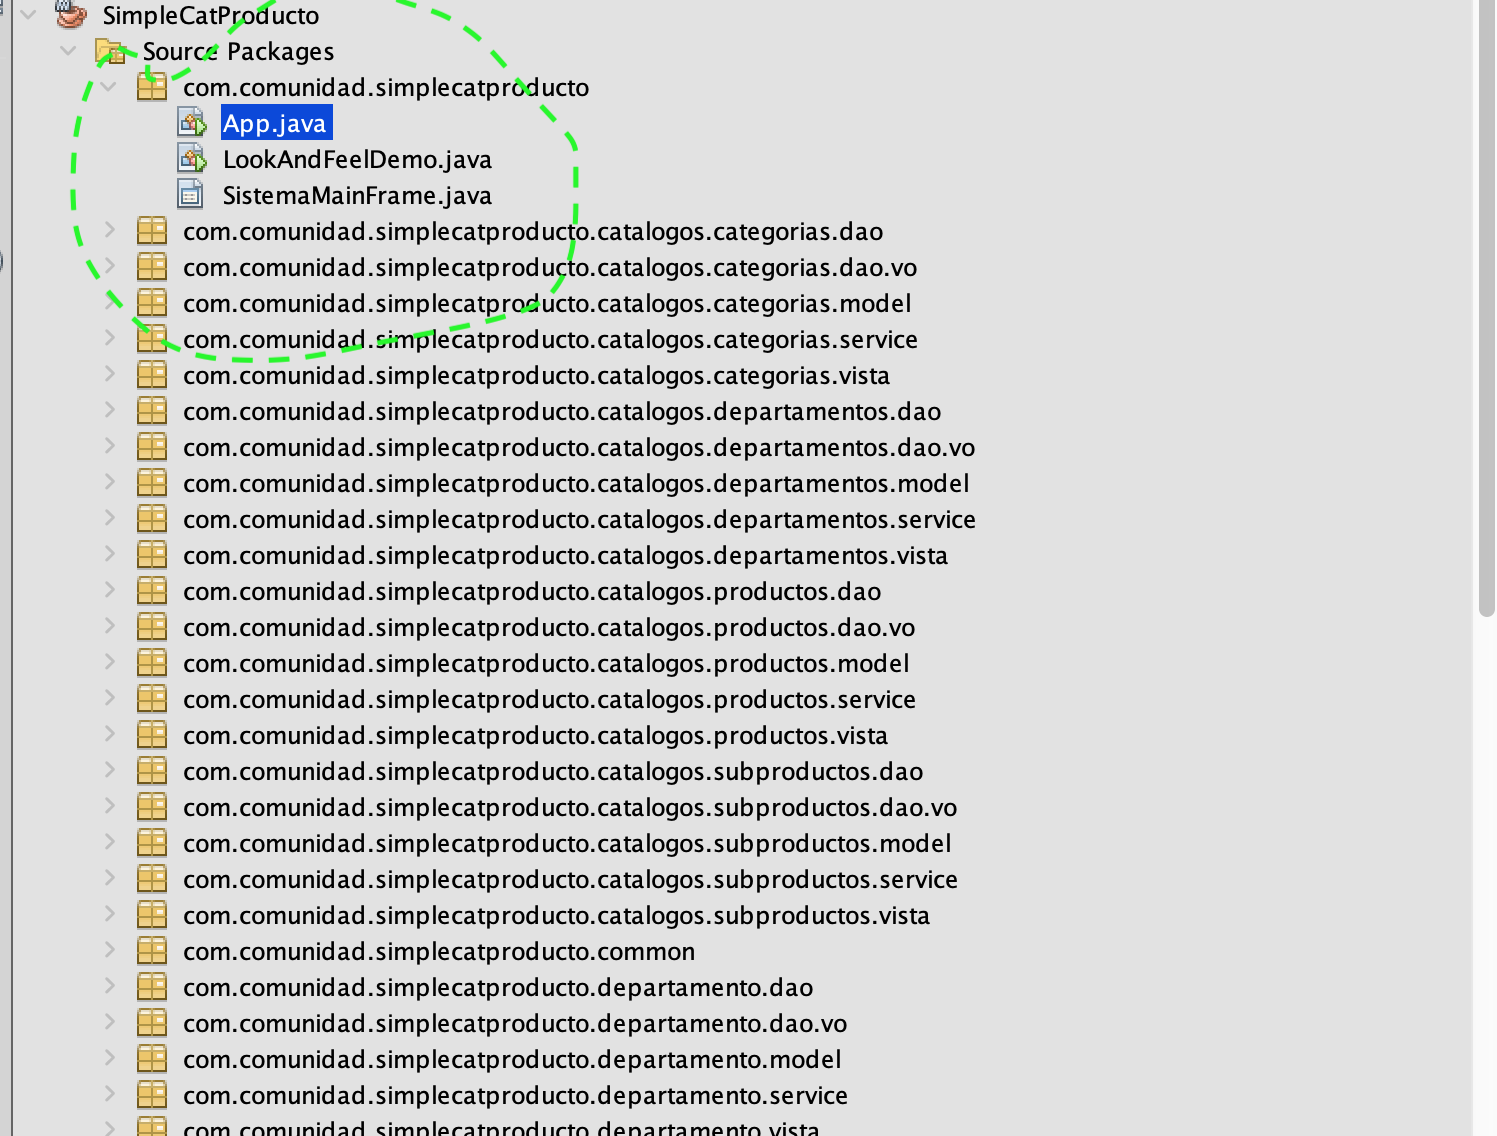 SimpleCatProducto
Source Packages
com.comunidad.simplecatproducto
App.java
LookAndFeelDemo.java
SistemaMainFrame.java
com.comunidad.simplecatproducto.catalogos.categorias.dao
com.comunidad.simplecatproducto.catalogos.categorias.dao.vo
com.comunidad.simplecatproducto.catalogos.categorias.model
com.comunidad.simplecatproducto.catalogos.categorias.service
com.comunidad.simplecatproducto.catalogos.categorias.vista
com.comunidad.simplecatproducto.catalogos.departamentos.dao
com.comunidad.simplecatproducto.catalogos.departamentos.dao.vo
com.comunidad.simplecatproducto.catalogos.departamentos.model
com.comunidad.simplecatproducto.catalogos.departamentos.service
com.comunidad.simplecatproducto.catalogos.departamentos.vista
com.comunidad.simplecatproducto.catalogos.productos.dao
com.comunidad.simplecatproducto.catalogos.productos.dao.vo
com.comunidad.simplecatproducto.catalogos.productos.model
com.comunidad.simplecatproducto.catalogos.productos.service
com.comunidad.simplecatproducto.catalogos.productos.vista
com.comunidad.simplecatproducto.catalogos.subproductos.dao
com.comunidad.simplecatproducto.catalogos.subproductos.dao.vo
com.comunidad.simplecatproducto.catalogos.subproductos.model
com.comunidad.simplecatproducto.catalogos.subproductos.service
com.comunidad.simplecatproducto.catalogos.subproductos.vista
com.comunidad.simplecatproducto.common
com.comunidad.simplecatproducto.departamento.dao
com.comunidad.simplecatproducto.departamento.dao.vo
com.comunidad.simplecatproducto.departamento.model
com.comunidad.simplecatproducto.departamento.service
com.comunidad.simplecatproducto.departamento.vista